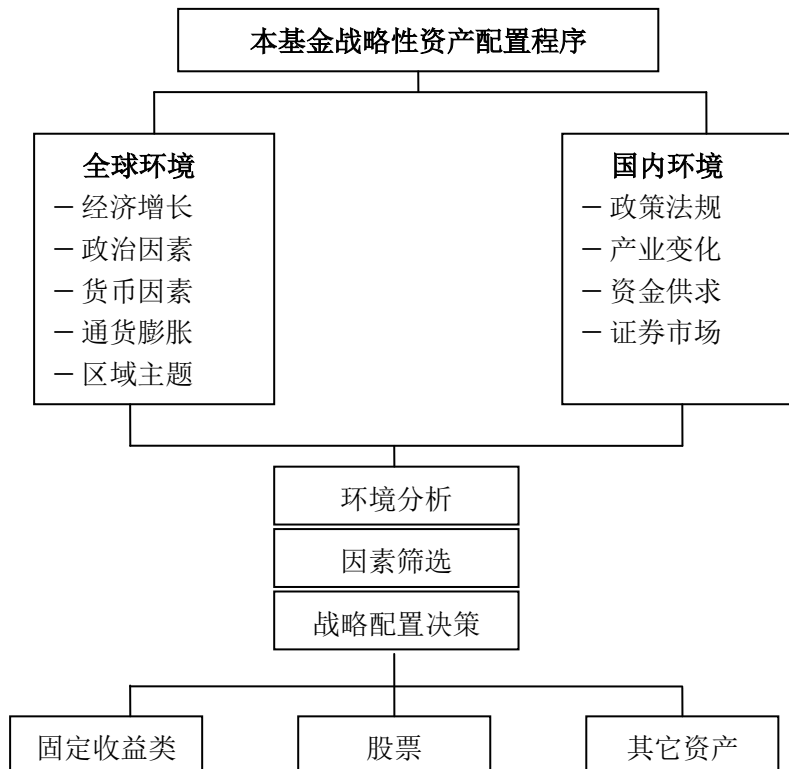 本基金战略性资产配置程序
全球环境
－经济增长
－政治因素
－货币因素
－通货膨胀
－区域主题
国内环境
－政策法规
－产业变化
－资金供求
－证券市场
环境分析
因素筛选
战略配置决策
固定收益类
股票
其它资产